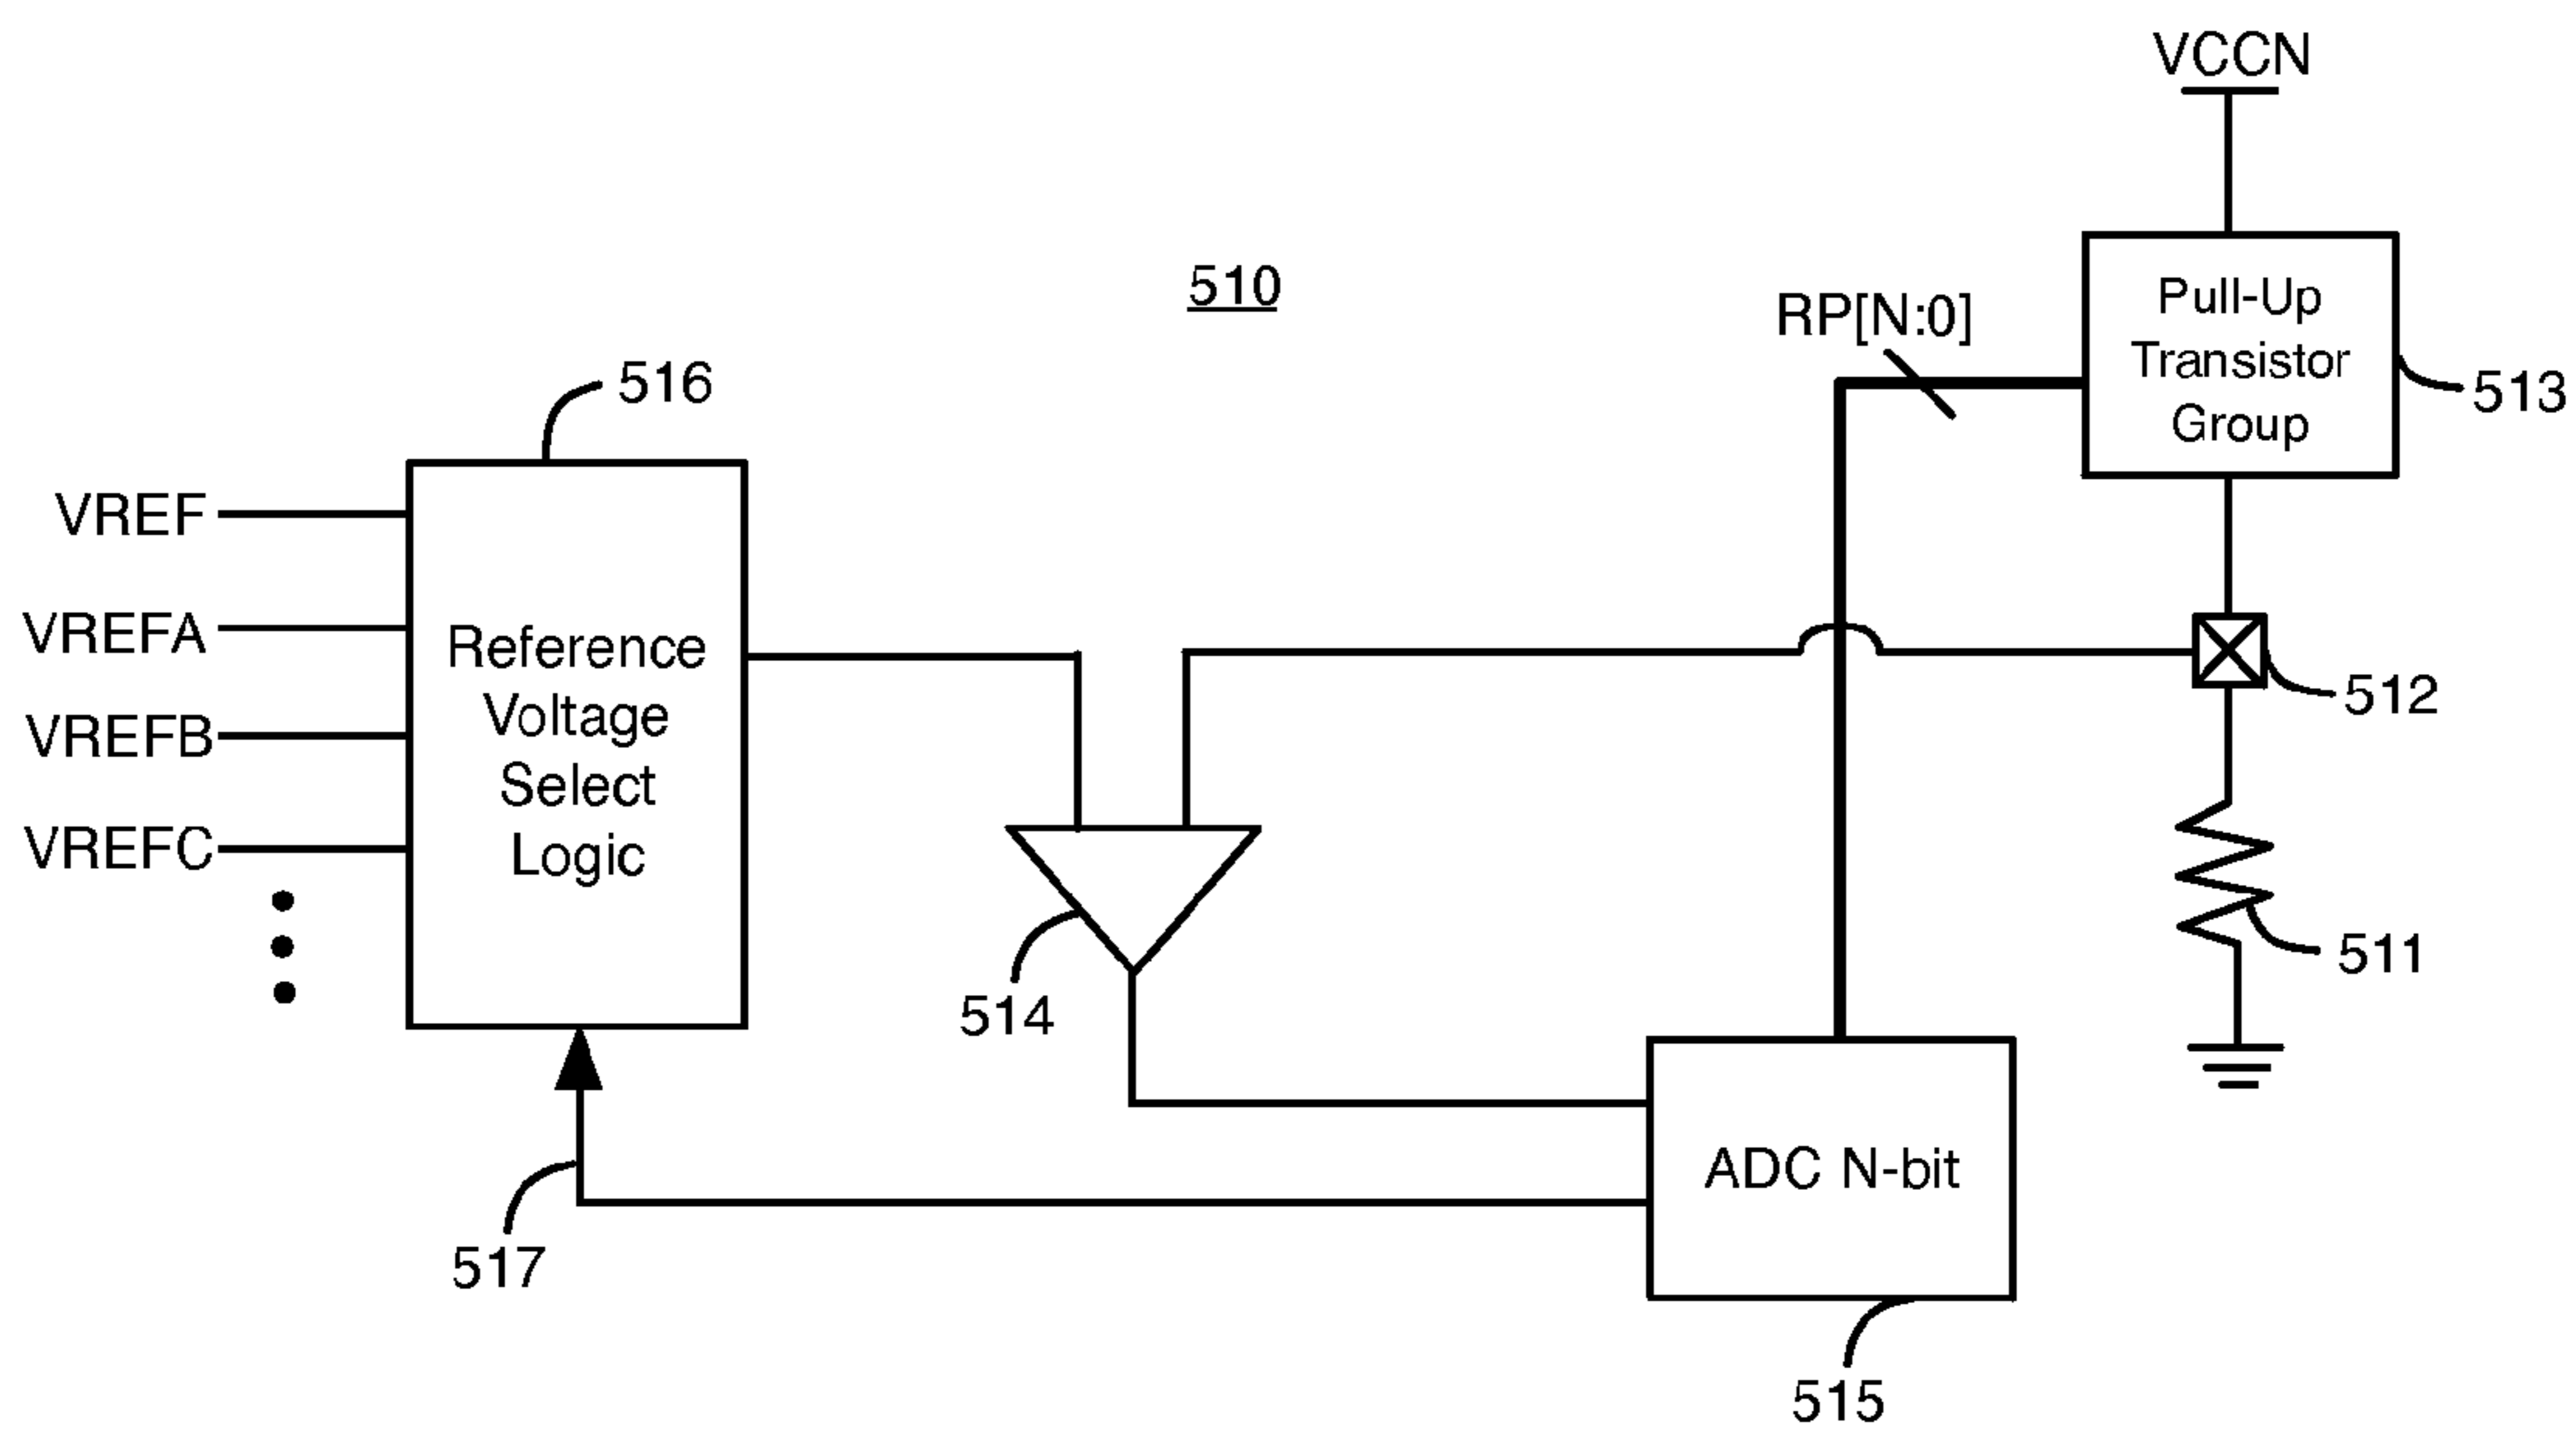 VCCN
510
RP[N:0]
Pull-Up
Transistor
Group
513
516
VREF
VREFA
VREFB
VREFC
Reference
Voltage
Select
Logic
512
514
511
ADC N-bit
517
515